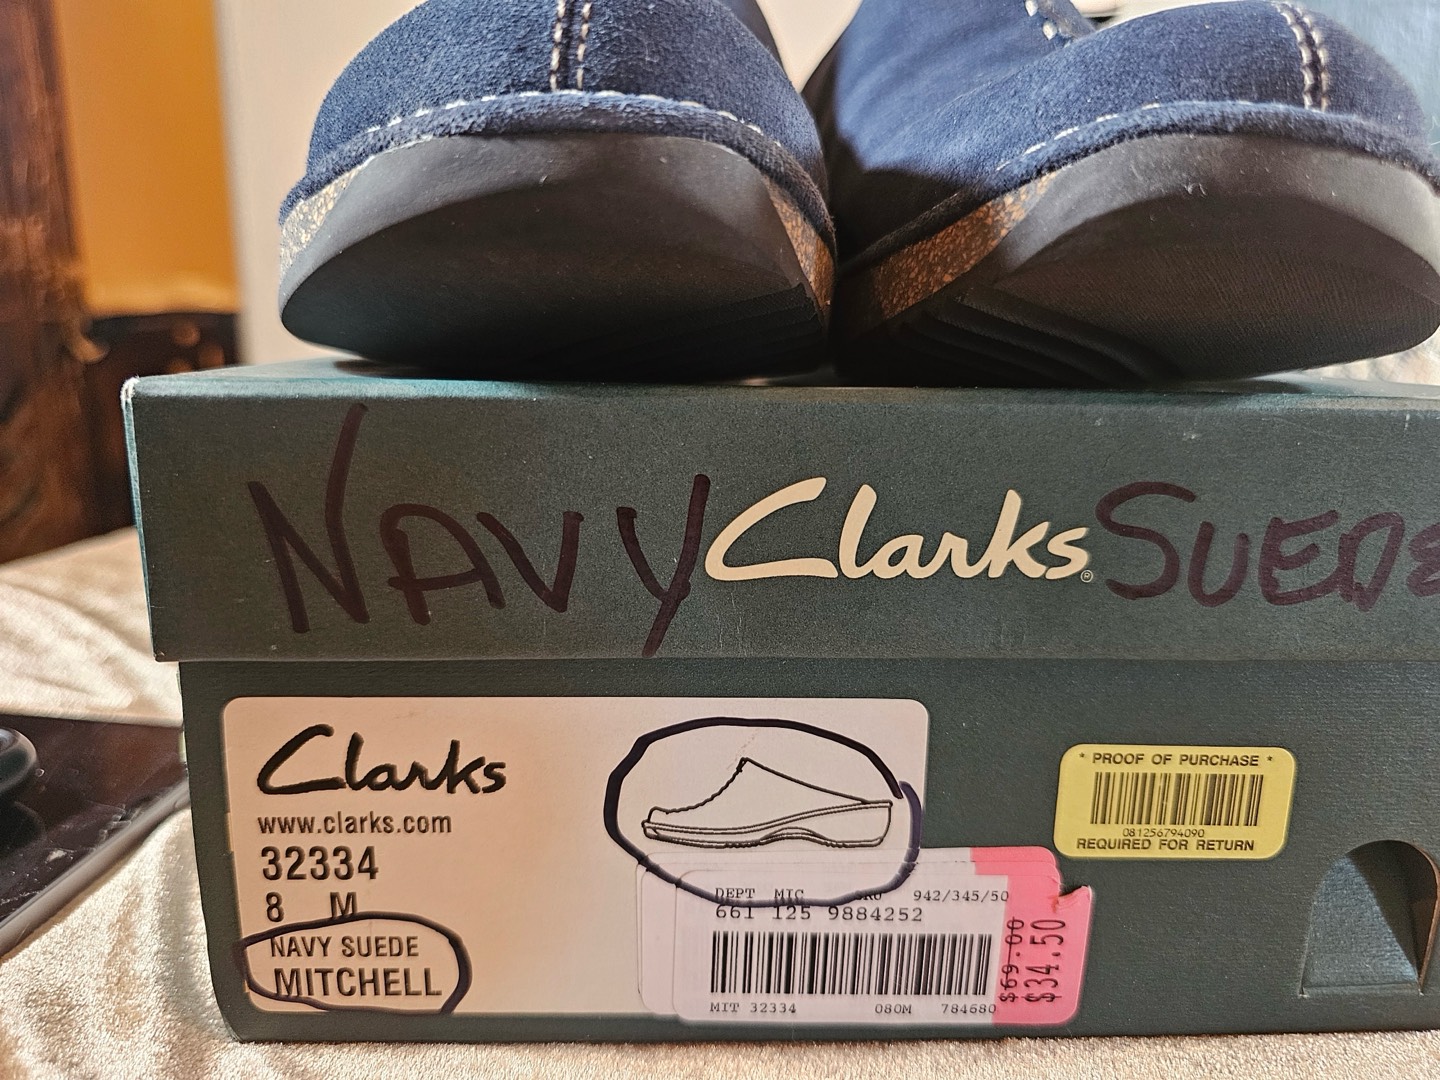 NAVY Clarks® SUEDE
Clarks
www.clarks.com
32334
8 M
NAVY SUEDE
MITCHELL
* PROOF OF PURCHASE *
081256794090
REQUIRED FOR RETURN
DEPT MIC 942/345/50
661 125 9884252
MIT 32334 080M 784680
$69.00
$34.50